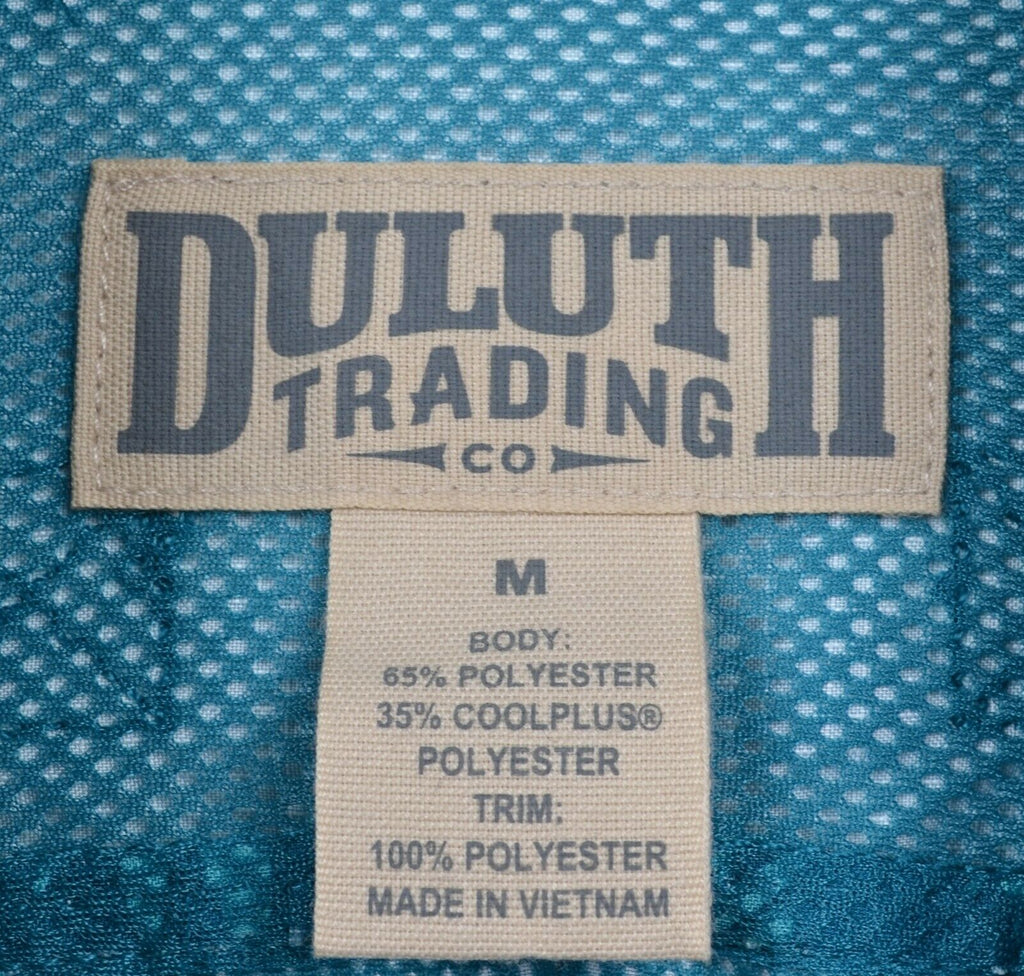 DULUTH
TRADING
CO
M
BODY:
65% POLYESTER
35% COOLPLUS®
POLYESTER
TRIM:
100% POLYESTER
MADE IN VIETNAM